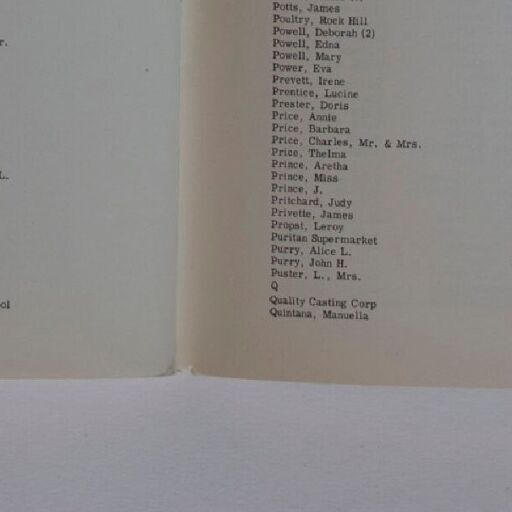 r.
L.
ol
Potts, James
Poultry, Rock Hill
Powell, Deborah (2)
Powell, Edna
Powell, Mary
Power, Eva
Prevett, Irene
Prentice, Lucine
Prester, Doris
Price, Annie
Price, Barbara
Price, Charles, Mr. & Mrs.
Price, Thelma
Prince, Aretha
Prince, Miss
Prince, J.
Pritchard, Judy
Privette, James
Propst, Leroy
Puritan Supermarket
Purry, Alice L.
Purry, John H.
Puster, L., Mrs.
Q
Quality Casting Corp
Quintana, Manuella